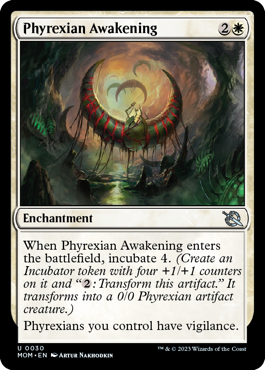 Phyrexian Awakening 2
Enchantment
When Phyrexian Awakening enters
the battlefield, incubate 4. (Create an
Incubator token with four +1/+1 counters
on it and “2: Transform this artifact.” It
transforms into a 0/0 Phyrexian artifact
creature.)
Phyrexians you control have vigilance.
U 0030
MOM • EN Artur Nakhodkin ™ & © 2023 Wizards of the Coast